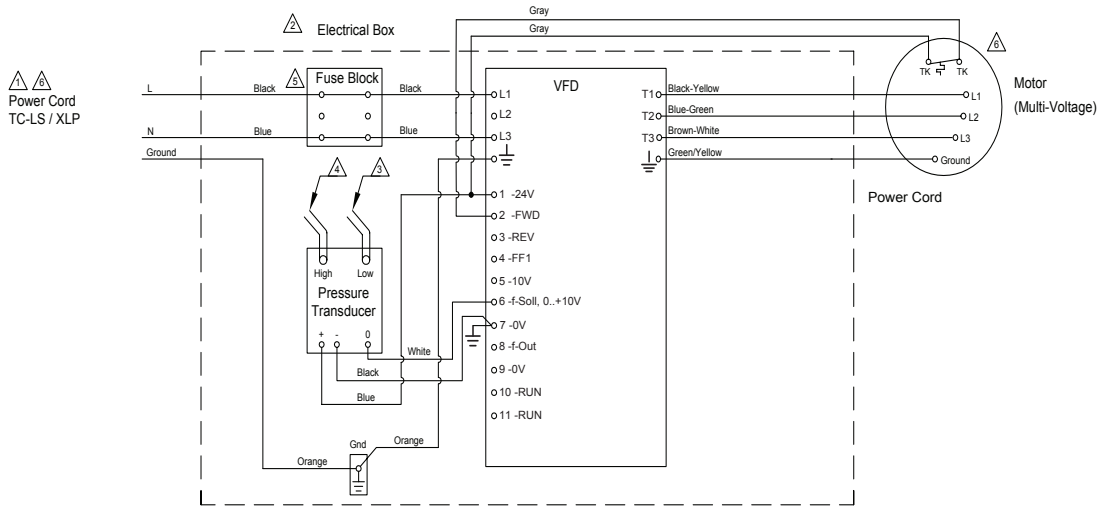 Gray
2
Electrical Box
Gray
6
1
6
Power Cord
TC-LS / XLP
L
Black
5
Fuse Block
Black
L1
VFD
T1
Black-Yellow
TK
TK
L1
Motor
(Multi-Voltage)
L2
T2
Blue-Green
L2
N
Blue
Blue
L3
T3
Brown-White
L3
Ground
Green/Yellow
Ground
4
3
Power Cord
1 -24V
2 -FWD
3 -REV
4 -FF1
5 -10V
6 -f-Soll, 0..+10V
7 -0V
8 -f-Out
9 -0V
10 -RUN
11 -RUN
High
Low
Pressure
Transducer
+
-
0
White
Black
Blue
Gnd
Orange
Orange